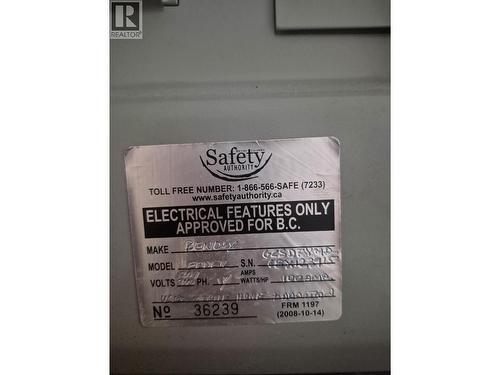 REALTOR®
Safety
AUTHORITY
TOLL FREE NUMBER: 1-866-566-SAFE (7233)
www.safetyauthority.ca
ELECTRICAL FEATURES ONLY
APPROVED FOR B.C.
MAKE BENDIX
MODEL S.N.
VOLTS PH. AMPS WATTS/HP
Nº 36239
FRM 1197
(2008-10-14)